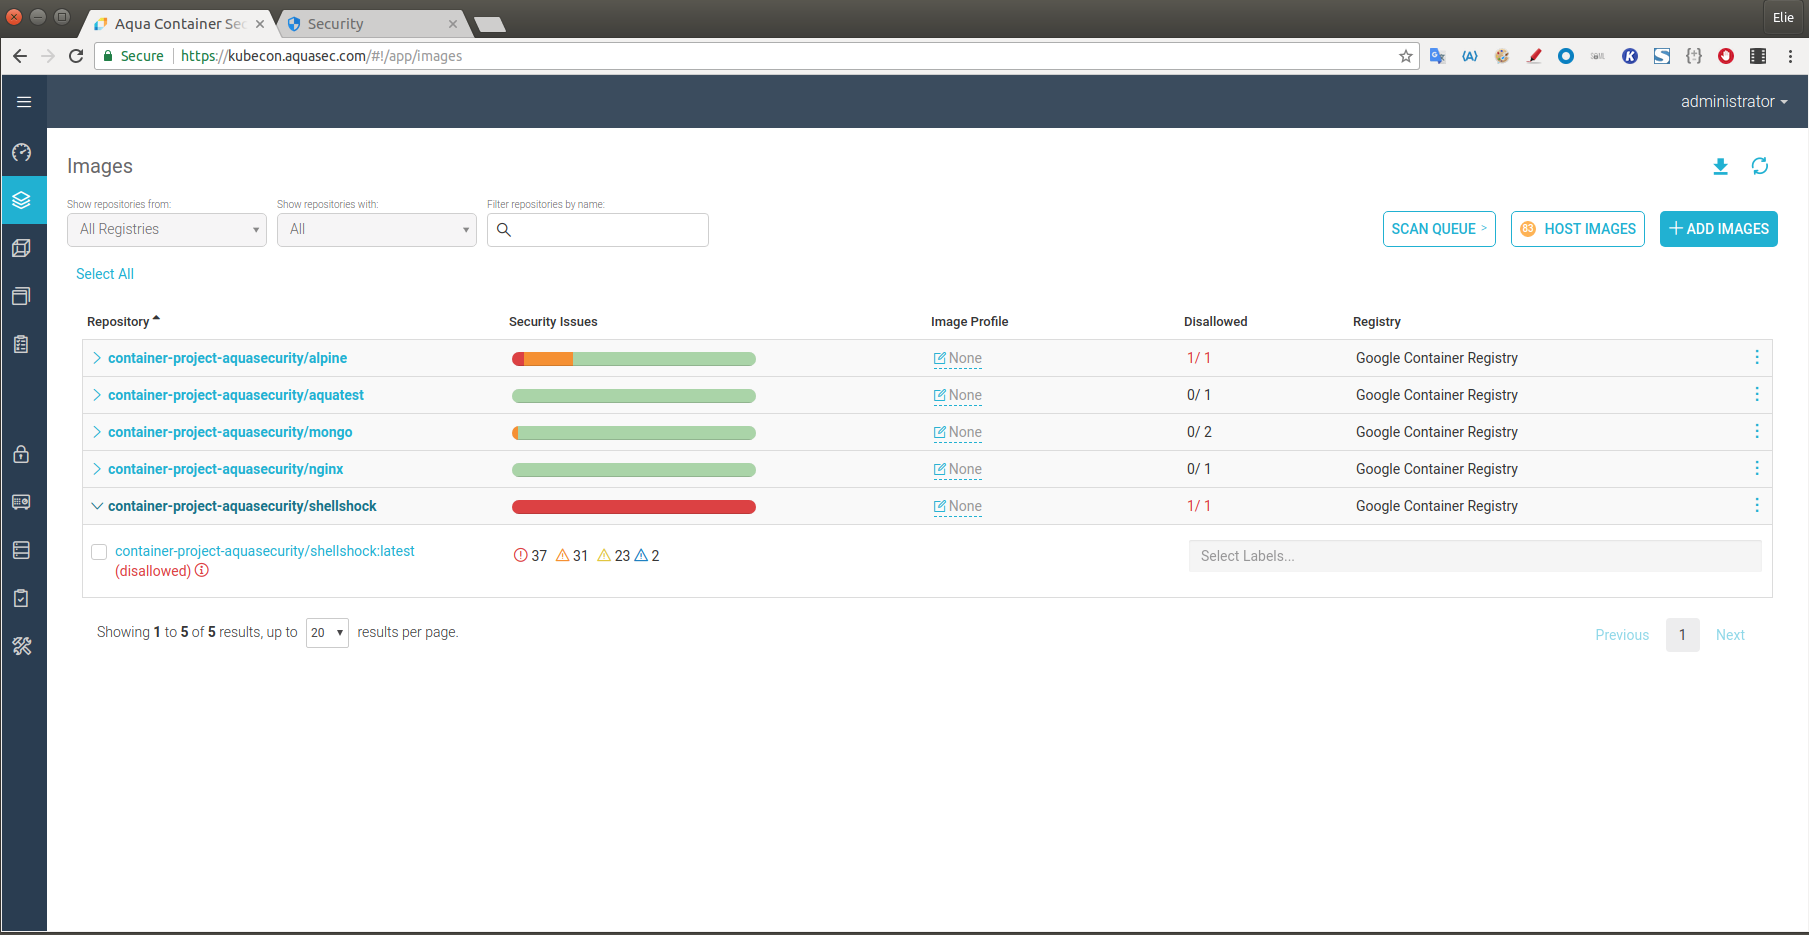 Aqua Container Sec
Security
Elie
Secure
https://kubecon.aquasec.com/#!/app/images
administrator
Images
Show repositories from:
Show repositories with:
Filter repositories by name:
All Registries
All
SCAN QUEUE >
83 HOST IMAGES
+ ADD IMAGES
Select All
Repository
Security Issues
Image Profile
Disallowed
Registry
container-project-aquasecurity/alpine
None
1/ 1
Google Container Registry
container-project-aquasecurity/aquatest
None
0/ 1
Google Container Registry
container-project-aquasecurity/mongo
None
0/ 2
Google Container Registry
container-project-aquasecurity/nginx
None
0/ 1
Google Container Registry
container-project-aquasecurity/shellshock
None
1/ 1
Google Container Registry
container-project-aquasecurity/shellshock:latest
(disallowed)
37 31 23 2
Select Labels...
Showing 1 to 5 of 5 results, up to 20 results per page.
Previous 1 Next